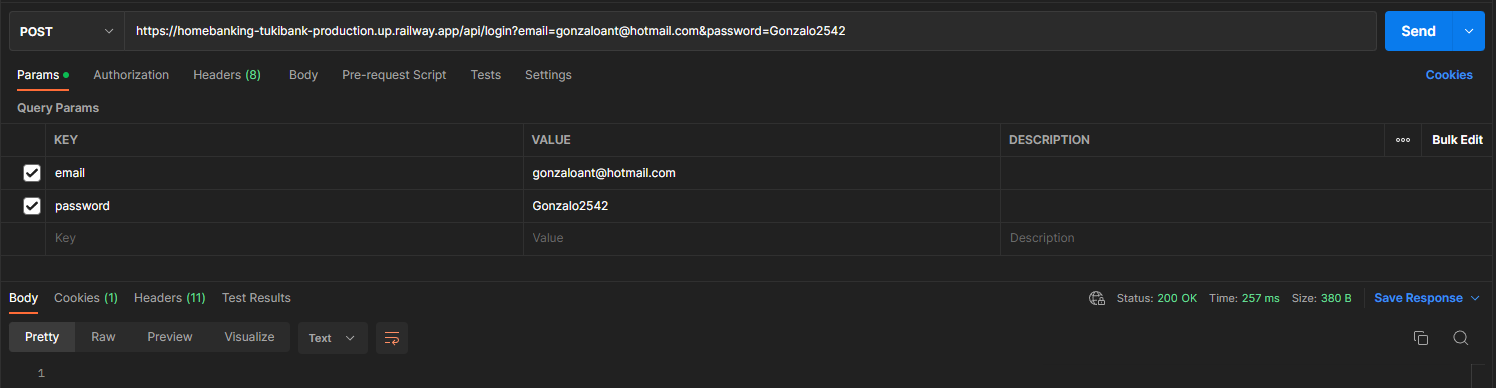 POST https://homebanking-tukibank-production.up.railway.app/api/login?email=gonzaloant@hotmail.com&password=Gonzalo2542 Send
Params Authorization Headers (8) Body Pre-request Script Tests Settings Cookies
Query Params
KEY VALUE DESCRIPTION ooo Bulk Edit
email gonzaloant@hotmail.com
password Gonzalo2542
Key Value Description
Body Cookies (1) Headers (11) Test Results Status: 200 OK Time: 257 ms Size: 380 B Save Response
Pretty Raw Preview Visualize Text
1